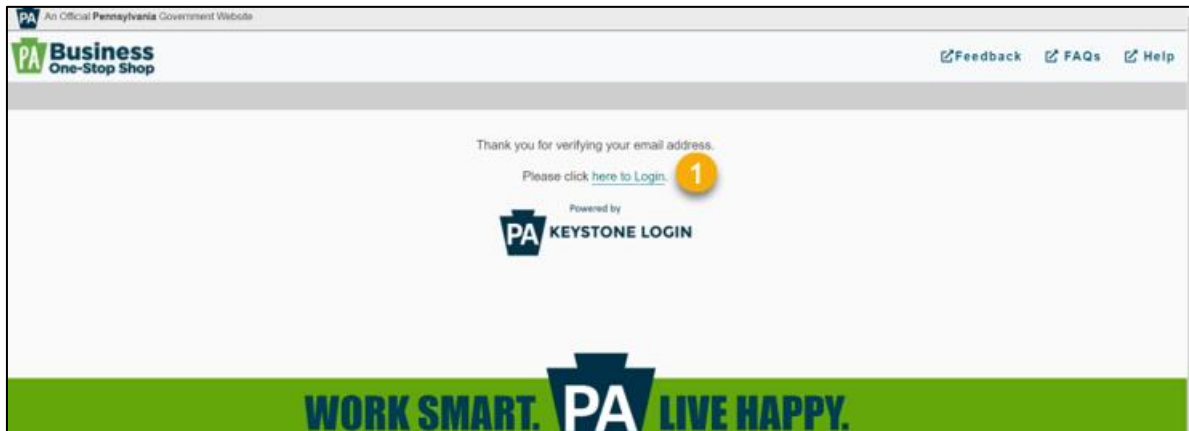 PA An Official Pennsylvania Government Website
PA Business
One-Stop Shop
Feedback FAQs Help
Thank you for verifying your email address.
Please click here to Login. 1
Powered by
PA KEYSTONE LOGIN
WORK SMART. PA LIVE HAPPY.